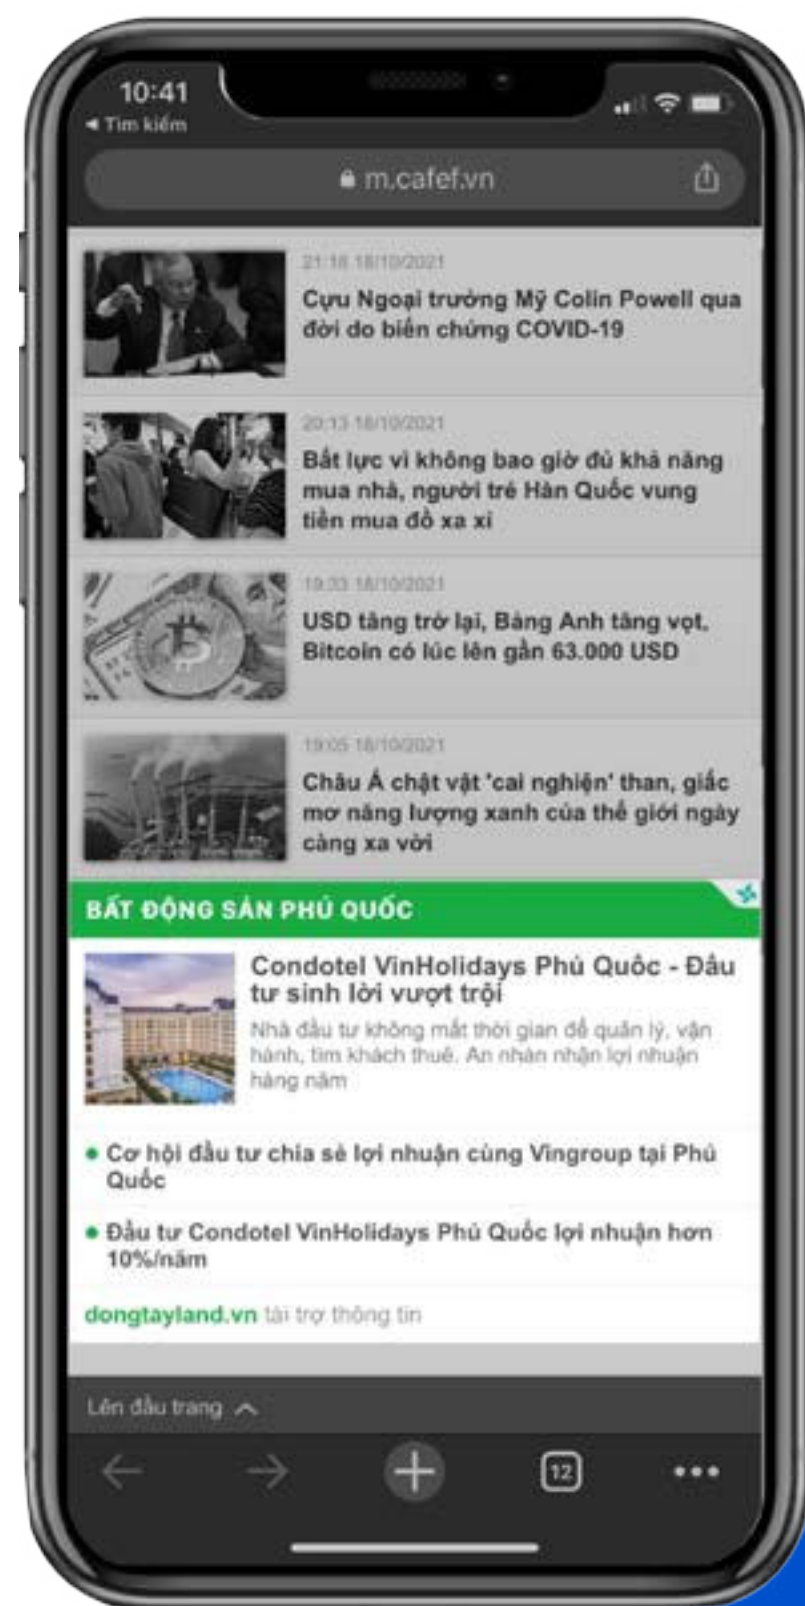 10:41
◂ Tìm kiếm
m.cafef.vn
21:16 18/10/2021
Cựu Ngoại trưởng Mỹ Colin Powell qua
đời do biến chứng COVID-19
20:13 18/10/2021
Bất lực vì không bao giờ đủ khả năng
mua nhà, người trẻ Hàn Quốc vung
tiền mua đồ xa xỉ
19:33 18/10/2021
USD tăng trở lại, Bảng Anh tăng vọt,
Bitcoin có lúc lên gần 63.000 USD
19:05 18/10/2021
Châu Á chật vật 'cai nghiện' than, giấc
mơ năng lượng xanh của thế giới ngày
càng xa vời
BẤT ĐỘNG SẢN PHÚ QUỐC
Condotel VinHolidays Phú Quốc - Đầu
tư sinh lời vượt trội
Nhà đầu tư không mất thời gian để quản lý, vận
hành, tìm khách thuê. An nhàn nhận lợi nhuận
hàng năm
Cơ hội đầu tư chia sẻ lợi nhuận cùng Vingroup tại Phú
Quốc
Đầu tư Condotel VinHolidays Phú Quốc lợi nhuận hơn
10%/năm
dongtayland.vn tài trợ thông tin
Lên đầu trang
12